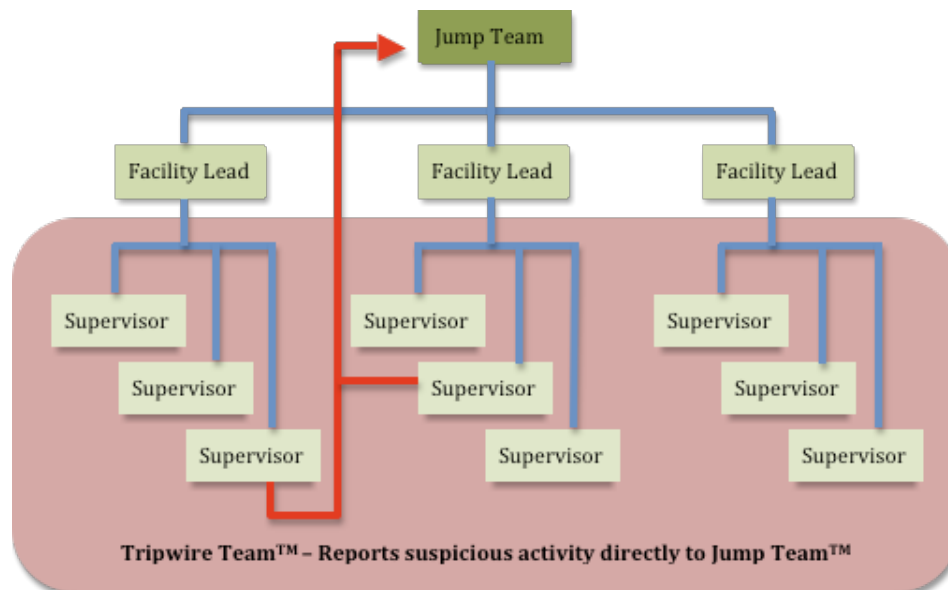 Jump Team
Facility Lead
Facility Lead
Facility Lead
Supervisor
Supervisor
Supervisor
Supervisor
Supervisor
Supervisor
Supervisor
Supervisor
Supervisor
Tripwire Team™ – Reports suspicious activity directly to Jump Team™